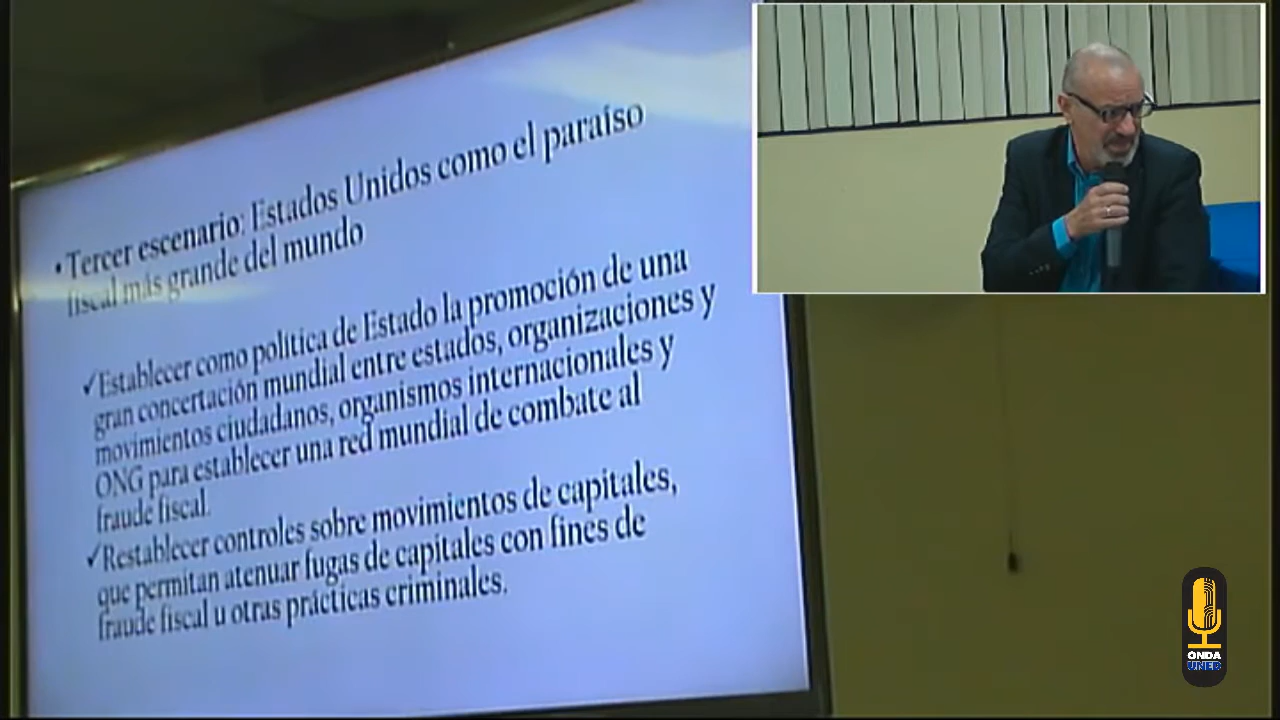 • Tercer escenario: Estados Unidos como el paraíso
fiscal más grande del mundo
✓Establecer como política de Estado la promoción de una
gran concertación mundial entre estados, organizaciones y
movimientos ciudadanos, organismos internacionales y
ONG para establecer una red mundial de combate al
fraude fiscal.
✓Restablecer controles sobre movimientos de capitales,
que permitan atenuar fugas de capitales con fines de
fraude fiscal u otras prácticas criminales.
ONDA
UNEB